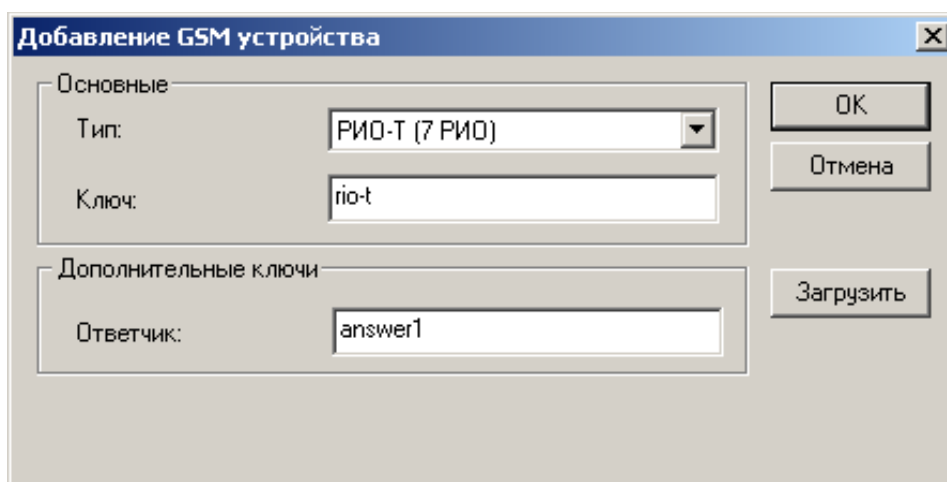 Добавление GSM устройства
Основные
Тип:
РИО-Т (7 РИО)
Ключ:
rio-t
Дополнительные ключи
Ответчик:
answer1
OK
Отмена
Загрузить